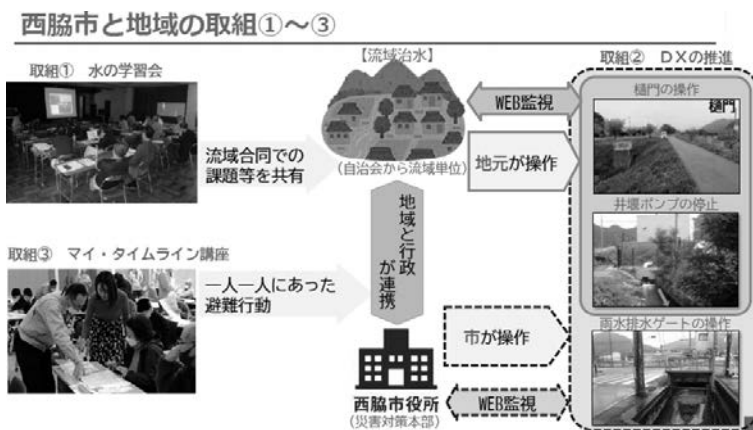 西脇市と地域の取組①～③
取組①　水の学習会
流域合同での
課題等を共有
【流域治水】
(自治会から流域単位)
WEB監視
地元が操作
取組②　ＤＸの推進
樋門の操作
樋門
井堰ポンプの停止
雨水排水ゲートの操作
地域と行政
が連携
取組③　マイ・タイムライン講座
一人一人にあった
避難行動
市が操作
西脇市役所
(災害対策本部)
WEB監視